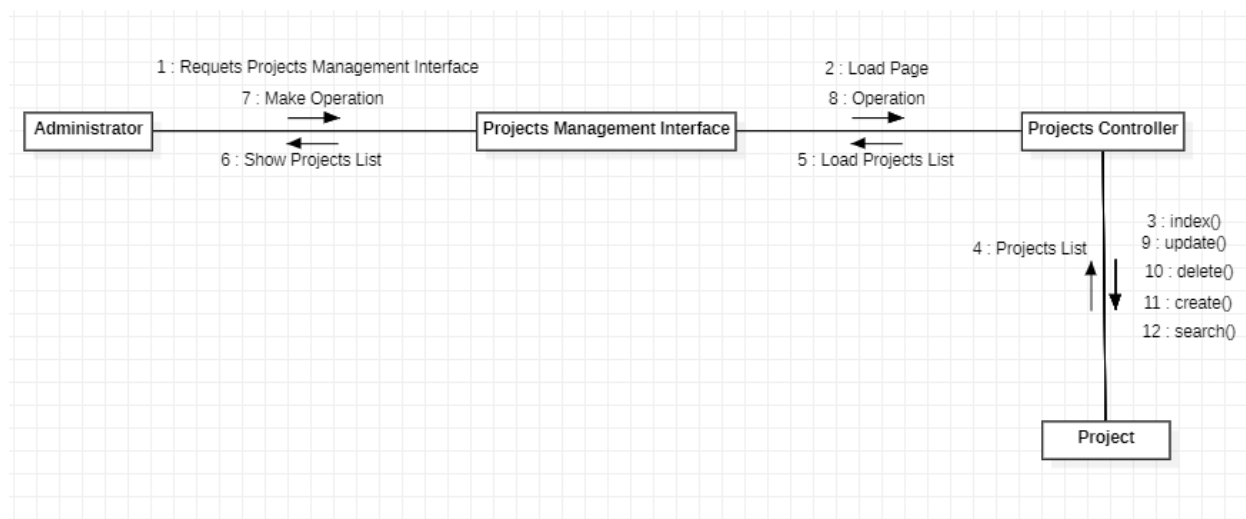 1 : Requets Projects Management Interface
7 : Make Operation
6 : Show Projects List
Administrator
Projects Management Interface
2 : Load Page
8 : Operation
5 : Load Projects List
Projects Controller
4 : Projects List
3 : index()
9 : update()
10 : delete()
11 : create()
12 : search()
Project